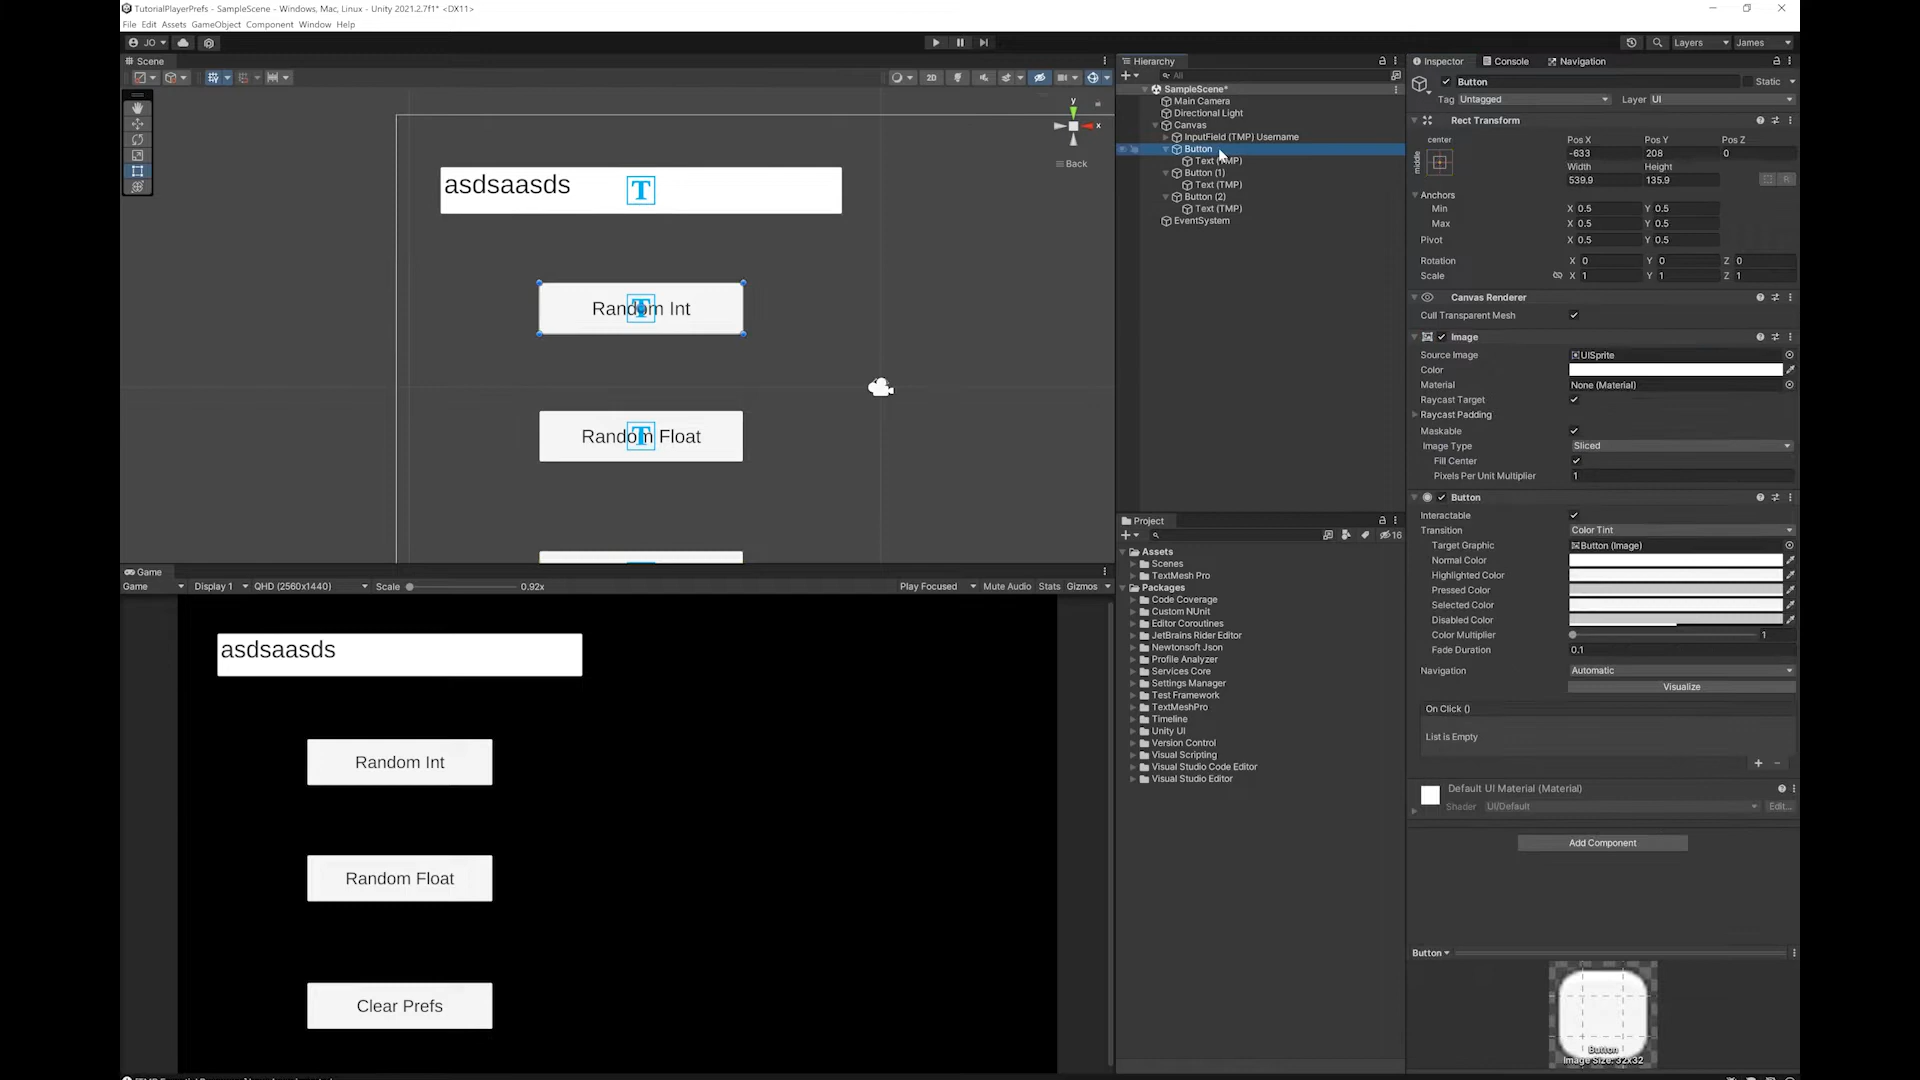 TutorialPlayerPrefs - SampleScene - Windows, Mac, Linux - Unity 2021.2.7f1* <DX11>
File Edit Assets GameObject Component Window Help
JO
Layers
James
Scene
2D
asdsaasds
Random Int
Random Float
y
x
Back
Hierarchy
All
SampleScene*
Main Camera
Directional Light
Canvas
InputField (TMP) Username
Button
Text (TMP)
Button (1)
Text (TMP)
Button (2)
Text (TMP)
EventSystem
Project
16
Assets
Scenes
TextMesh Pro
Packages
Code Coverage
Custom NUnit
Editor Coroutines
JetBrains Rider Editor
Newtonsoft Json
Profile Analyzer
Services Core
Settings Manager
Test Framework
TextMeshPro
Timeline
Unity UI
Version Control
Visual Scripting
Visual Studio Code Editor
Visual Studio Editor
Game
Game Display 1 QHD (2560x1440) Scale 0.92x Play Focused Mute Audio Stats Gizmos
asdsaasds
Random Int
Random Float
Clear Prefs
Inspector Console Navigation
Button Static
Tag Untagged Layer UI
Rect Transform
center Pos X Pos Y Pos Z
middle
-633 208 0
Width Height
539.9 135.9 R
Anchors
Min X 0.5 Y 0.5
Max X 0.5 Y 0.5
Pivot X 0.5 Y 0.5
Rotation X 0 Y 0 Z 0
Scale X 1 Y 1 Z 1
Canvas Renderer
Cull Transparent Mesh
Image
Source Image UISprite
Color
Material None (Material)
Raycast Target
Raycast Padding
Maskable
Image Type Sliced
Fill Center
Pixels Per Unit Multiplier 1
Button
Interactable
Transition Color Tint
Target Graphic Button (Image)
Normal Color
Highlighted Color
Pressed Color
Selected Color
Disabled Color
Color Multiplier 1
Fade Duration 0.1
Navigation Automatic
Visualize
On Click ()
List is Empty
Default UI Material (Material)
Shader UI/Default Edit...
Add Component
Button
Button
Image Size: 32x32